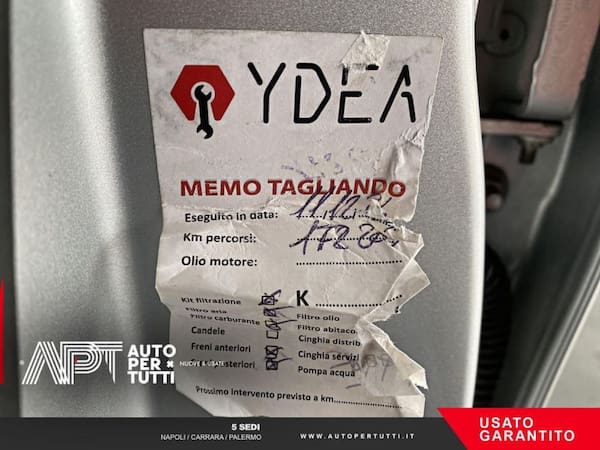 YDEA
MEMO TAGLIANDO
Eseguito in data:
Km percorsi:
Olio motore:
Kit filtrazione K
Filtro aria Filtro olio
Filtro carburante Filtro abitaco
Candele Cinghia distrib
Freni anteriori Cinghia servizi
Pompa acqua
Prossimo intervento previsto a km
APT AUTO PER TUTTI
NUOVE & USATE
5 SEDI
NAPOLI / CARRARA / PALERMO
WWW.AUTOPERTUTTI.IT
USATO GARANTITO